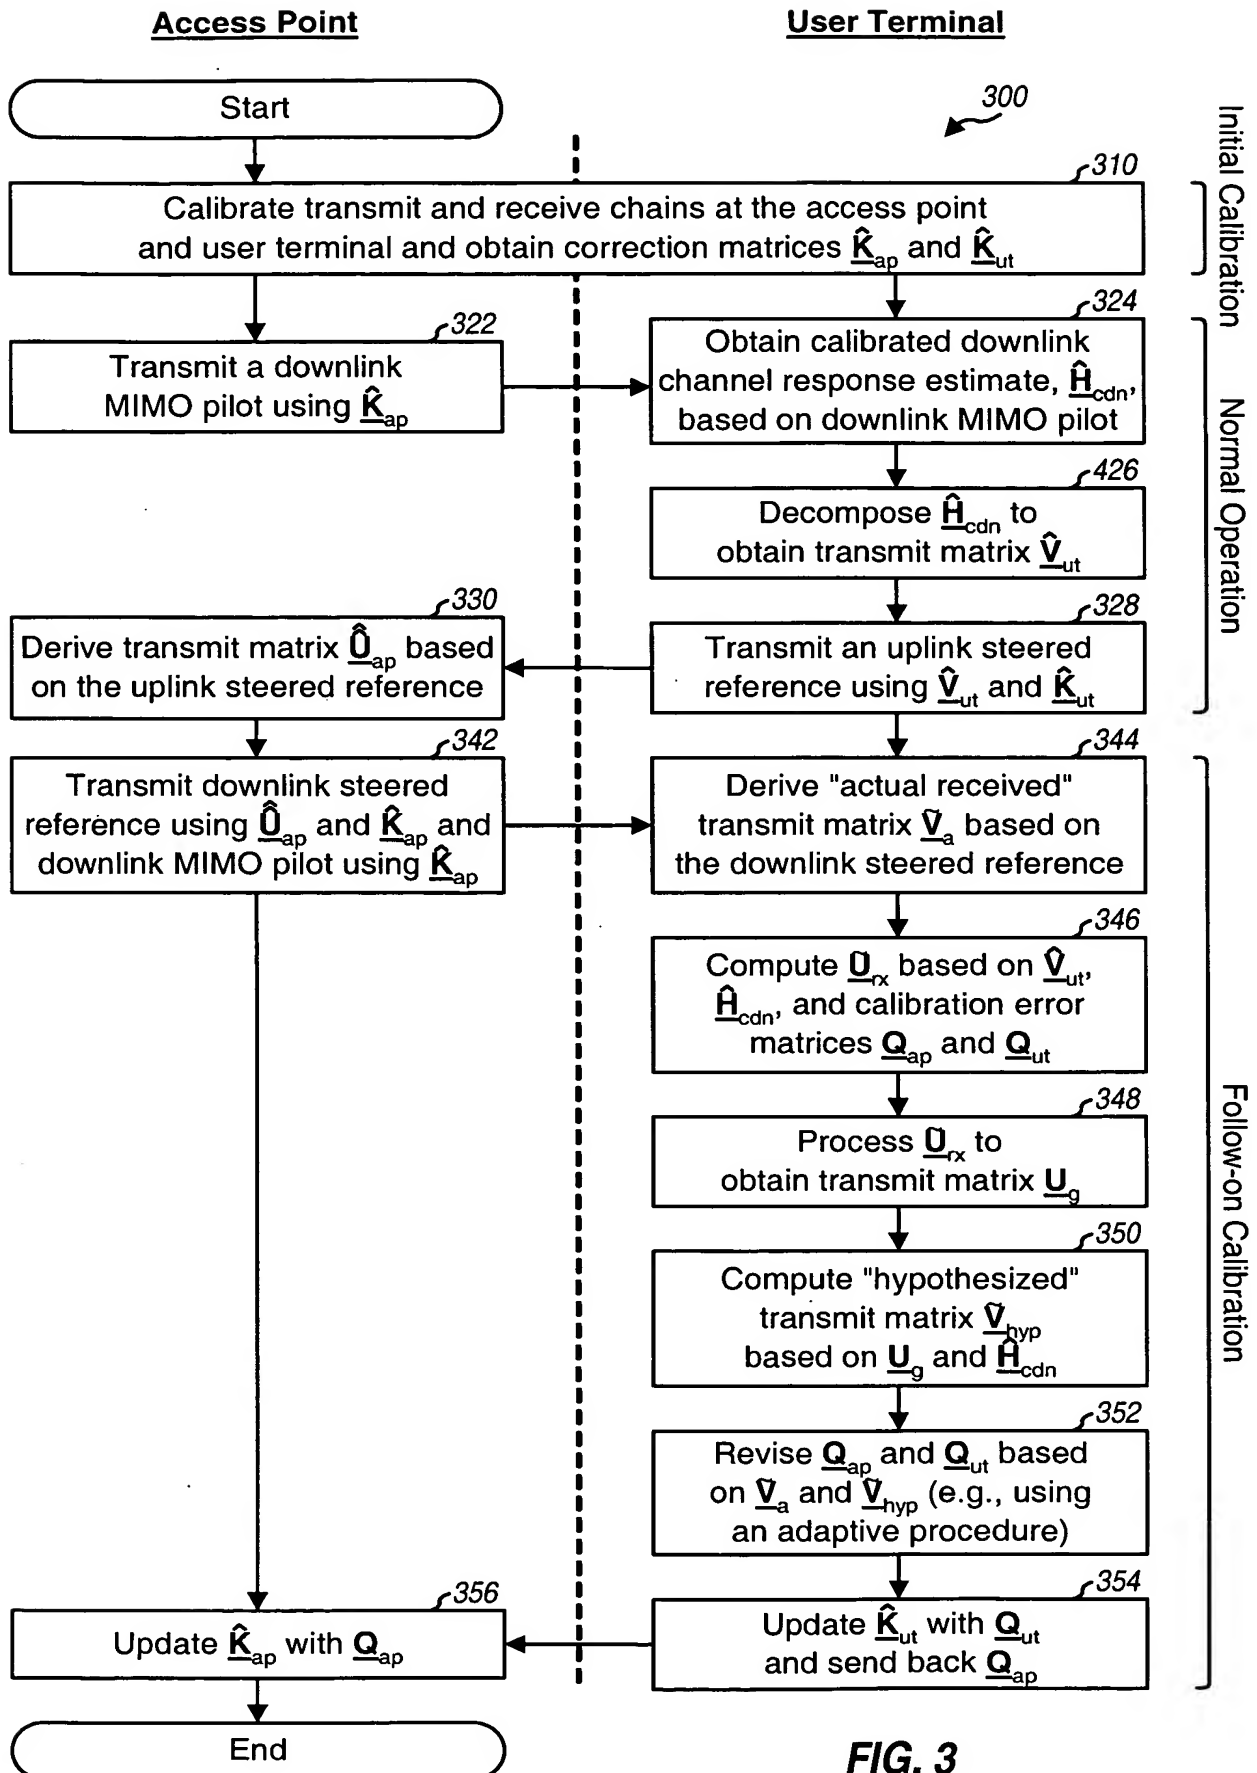 Access Point
User Terminal
Start
300
Initial Calibration
310
Calibrate transmit and receive chains at the access point
and user terminal and obtain correction matrices K̂ap and K̂ut
322
Transmit a downlink
MIMO pilot using K̂ap
324
Obtain calibrated downlink
channel response estimate, Ĥcdn,
based on downlink MIMO pilot
Normal Operation
426
Decompose Ĥcdn to
obtain transmit matrix V̂ut
330
Derive transmit matrix Û̂ap based
on the uplink steered reference
328
Transmit an uplink steered
reference using V̂ut and K̂ut
342
Transmit downlink steered
reference using Û̂ap and K̂ap and
downlink MIMO pilot using K̂ap
344
Derive "actual received"
transmit matrix Ṽa based on
the downlink steered reference
346
Compute Ũrx based on V̂ut,
Ĥcdn, and calibration error
matrices Qap and Qut
348
Process Ũrx to
obtain transmit matrix Ug
Follow-on Calibration
350
Compute "hypothesized"
transmit matrix Ṽhyp
based on Ug and Ĥcdn
352
Revise Qap and Qut based
on Ṽa and Ṽhyp (e.g., using
an adaptive procedure)
356
Update K̂ap with Qap
354
Update K̂ut with Qut
and send back Qap
End
FIG. 3